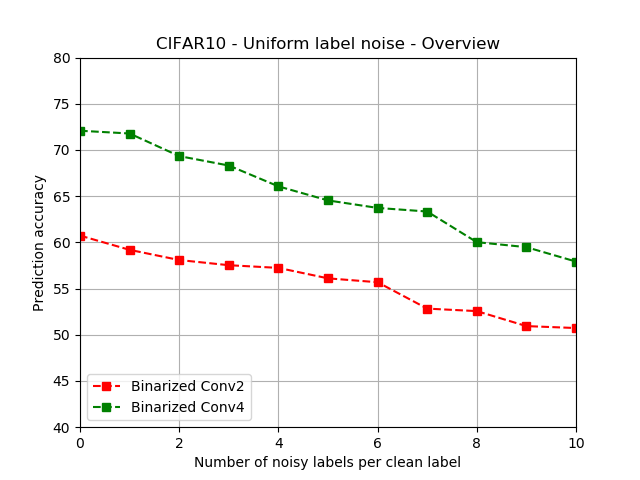 CIFAR10 - Uniform label noise - Overview
80
75
70
65
60
55
50
45
40
Prediction accuracy
Binarized Conv2
Binarized Conv4
0 2 4 6 8 10
Number of noisy labels per clean label